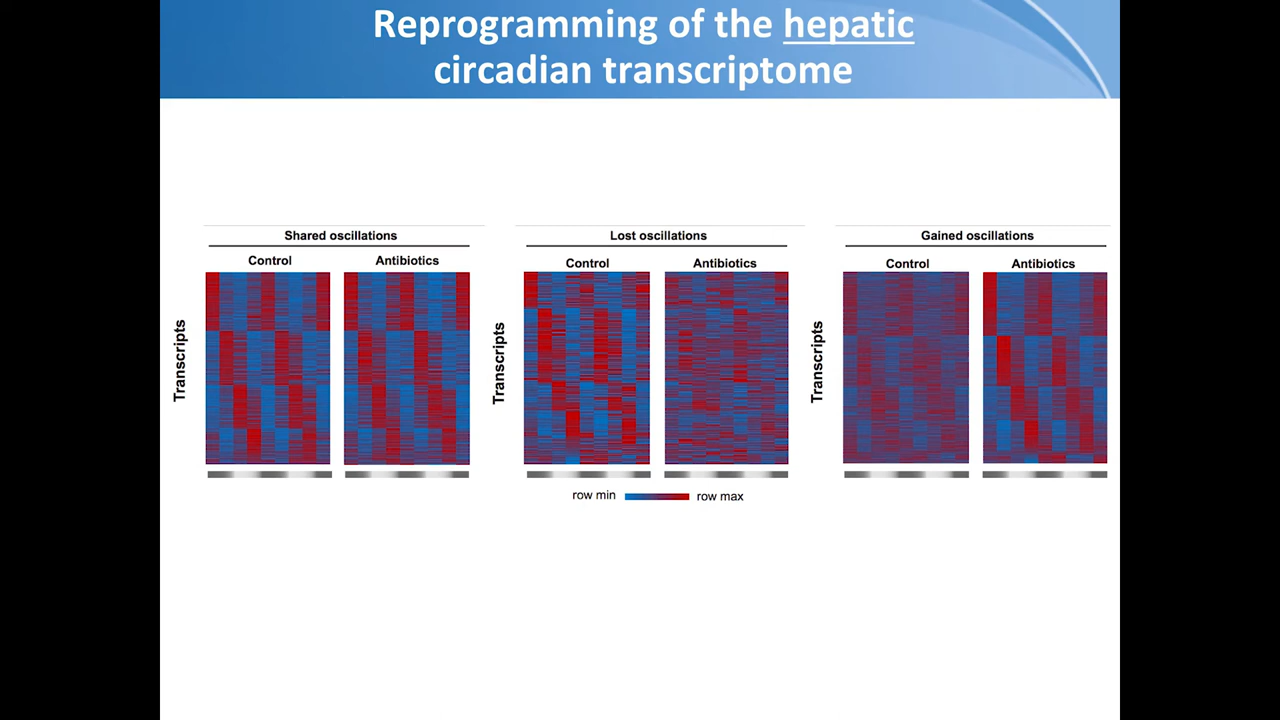 Reprogramming of the hepatic
circadian transcriptome
Shared oscillations
Control
Antibiotics
Transcripts
Lost oscillations
Control
Antibiotics
Transcripts
Gained oscillations
Control
Antibiotics
Transcripts
row min
row max